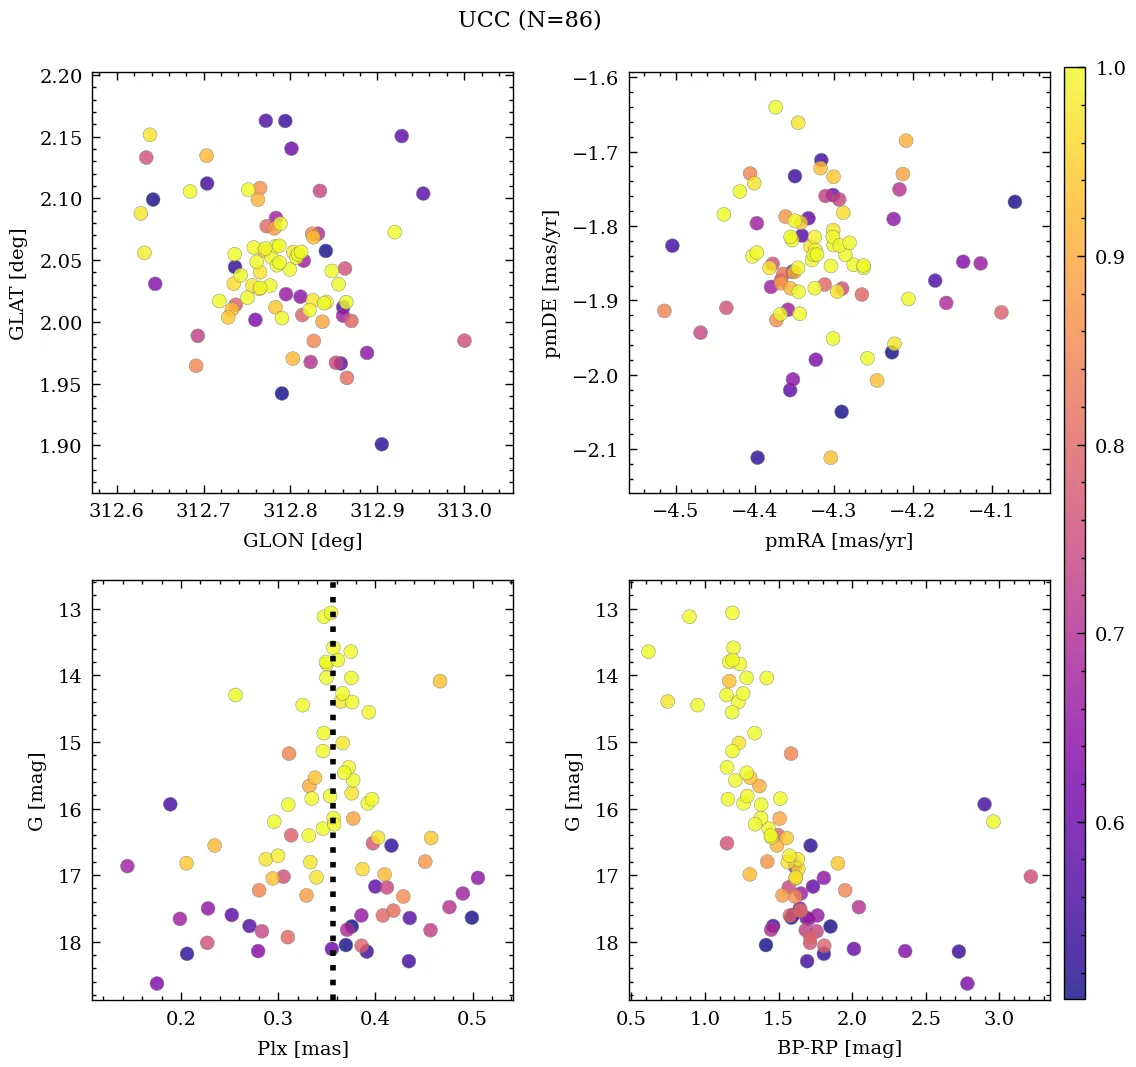 UCC (N=86)
2.20
2.15
2.10
2.05
2.00
1.95
1.90
GLAT [deg]
312.6 312.7 312.8 312.9 313.0
GLON [deg]
−1.6
−1.7
−1.8
−1.9
−2.0
−2.1
pmDE [mas/yr]
−4.5 −4.4 −4.3 −4.2 −4.1
pmRA [mas/yr]
1.0
0.9
0.8
0.7
0.6
13
14
15
16
17
18
G [mag]
0.2 0.3 0.4 0.5
Plx [mas]
13
14
15
16
17
18
G [mag]
0.5 1.0 1.5 2.0 2.5 3.0
BP-RP [mag]